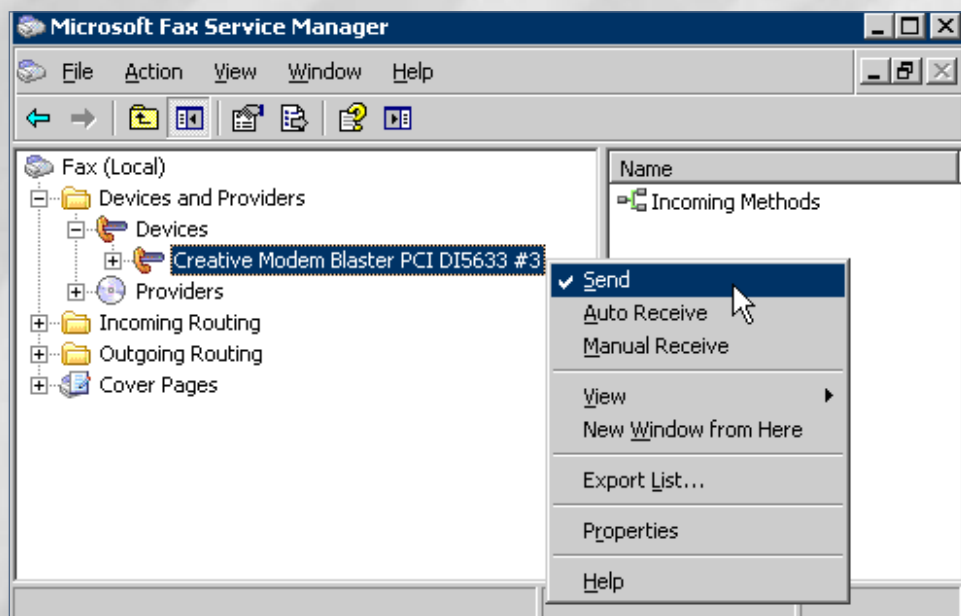 Microsoft Fax Service Manager
File Action View Window Help
Fax (Local)
Devices and Providers
Devices
Creative Modem Blaster PCI DI5633 #3
Providers
Incoming Routing
Outgoing Routing
Cover Pages
Name
Incoming Methods
Send
Auto Receive
Manual Receive
View
New Window from Here
Export List...
Properties
Help